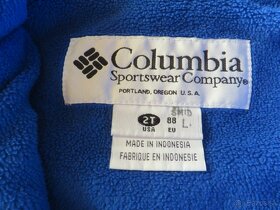 Columbia
Sportswear Company®
PORTLAND, OREGON U.S.A.
2T 88 L.
USA EU
MADE IN INDONESIA
FABRIQUE EN INDONESIE